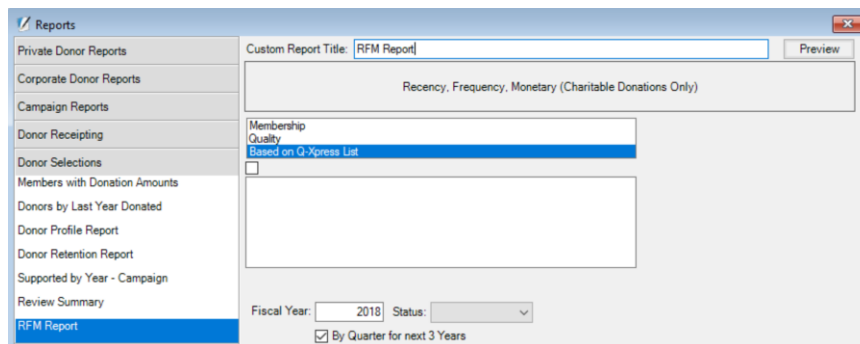 Reports
Private Donor Reports
Corporate Donor Reports
Campaign Reports
Donor Receipting
Donor Selections
Members with Donation Amounts
Donors by Last Year Donated
Donor Profile Report
Donor Retention Report
Supported by Year - Campaign
Review Summary
RFM Report
Custom Report Title: RFM Report Preview
Recency, Frequency, Monetary (Charitable Donations Only)
Membership
Quality
Based on Q-Xpress List
Fiscal Year: 2018 Status:
By Quarter for next 3 Years